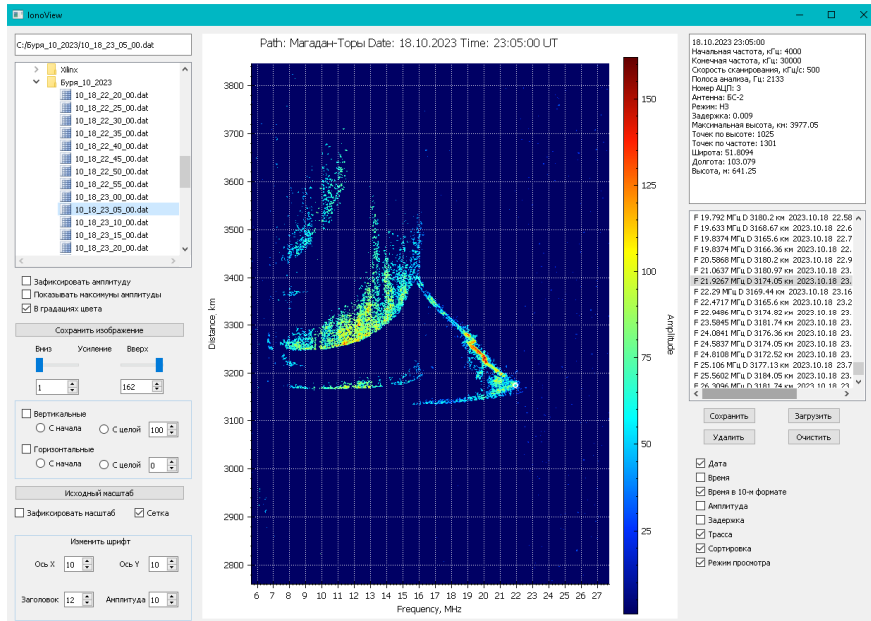 IonoView
C:/Буря_10_2023/10_18_23_05_00.dat
Xilinx
Буря_10_2023
10_18_22_20_00.dat
10_18_22_25_00.dat
10_18_22_30_00.dat
10_18_22_35_00.dat
10_18_22_40_00.dat
10_18_22_45_00.dat
10_18_22_50_00.dat
10_18_22_55_00.dat
10_18_23_00_00.dat
10_18_23_05_00.dat
10_18_23_10_00.dat
10_18_23_15_00.dat
10_18_23_20_00.dat
Зафиксировать амплитуду
Показывать максимумы амплитуды
В градациях цвета
Сохранить изображение
Вниз Усиление Вверх
1 162
Вертикальные
С начала С целой 100
Горизонтальные
С начала С целой 0
Исходный масштаб
Зафиксировать масштаб Сетка
Изменить шрифт
Ось X 10 Ось Y 10
Заголовок 12 Амплитуда 10
Path: Магадан-Торы Date: 18.10.2023 Time: 23:05:00 UT
Distance, km
3800
3700
3600
3500
3400
3300
3200
3100
3000
2900
2800
6 7 8 9 10 11 12 13 14 15 16 17 18 19 20 21 22 23 24 25 26 27
Frequency, MHz
150
125
100
75
50
25
Amplitude
18.10.2023 23:05:00
Начальная частота, кГц: 4000
Конечная частота, кГц: 30000
Скорость сканирования, кГц/с: 500
Полоса анализа, Гц: 2133
Номер АЦП: 3
Антенна: БС-2
Режим: НЗ
Задержка: 0.009
Максимальная высота, км: 3977.05
Точек по высоте: 1025
Точек по частоте: 1301
Широта: 51.8094
Долгота: 103.079
Высота, м: 641.25
F 19.792 МГц D 3180.2 км 2023.10.18 22.58
F 19.633 МГц D 3168.67 км 2023.10.18 22.6
F 19.8374 МГц D 3165.6 км 2023.10.18 22.7
F 19.8374 МГц D 3166.36 км 2023.10.18 22.
F 20.5868 МГц D 3180.2 км 2023.10.18 22.9
F 21.0637 МГц D 3180.97 км 2023.10.18 23.
F 21.9267 МГц D 3174.05 км 2023.10.18 23.
F 22.29 МГц D 3169.44 км 2023.10.18 23.16
F 22.4717 МГц D 3165.6 км 2023.10.18 23.2
F 22.9486 МГц D 3174.82 км 2023.10.18 23.
F 23.5845 МГц D 3181.74 км 2023.10.18 23.
F 24.0841 МГц D 3176.36 км 2023.10.18 23.
F 24.5837 МГц D 3174.05 км 2023.10.18 23.
F 24.8108 МГц D 3172.52 км 2023.10.18 23.
F 25.106 МГц D 3177.13 км 2023.10.18 23.7
F 25.5602 МГц D 3184.05 км 2023.10.18 23.
F 26.3096 МГц D 3181.74 км 2023.10.18 23.
Сохранить Загрузить
Удалить Очистить
Дата
Время
Время в 10-м формате
Амплитуда
Задержка
Трасса
Сортировка
Режим просмотра